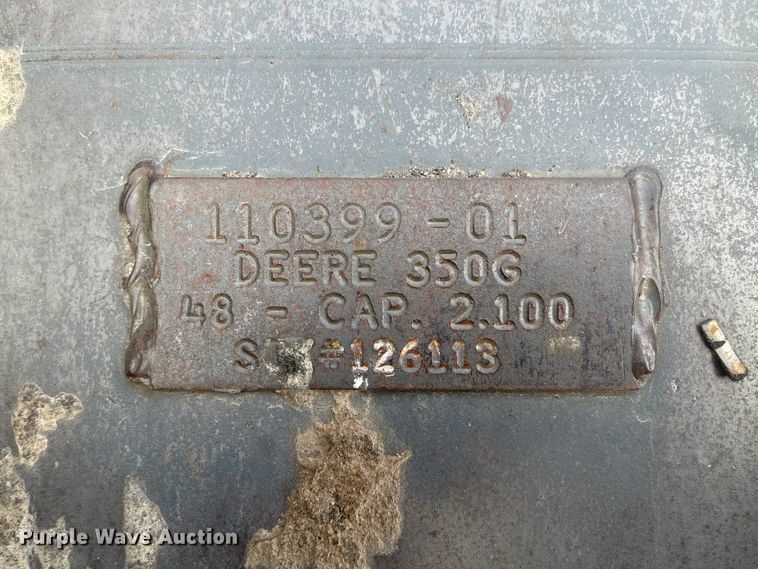 110399-01
DEERE 350G
48 - CAP. 2.100
#126113
Purple Wave Auction